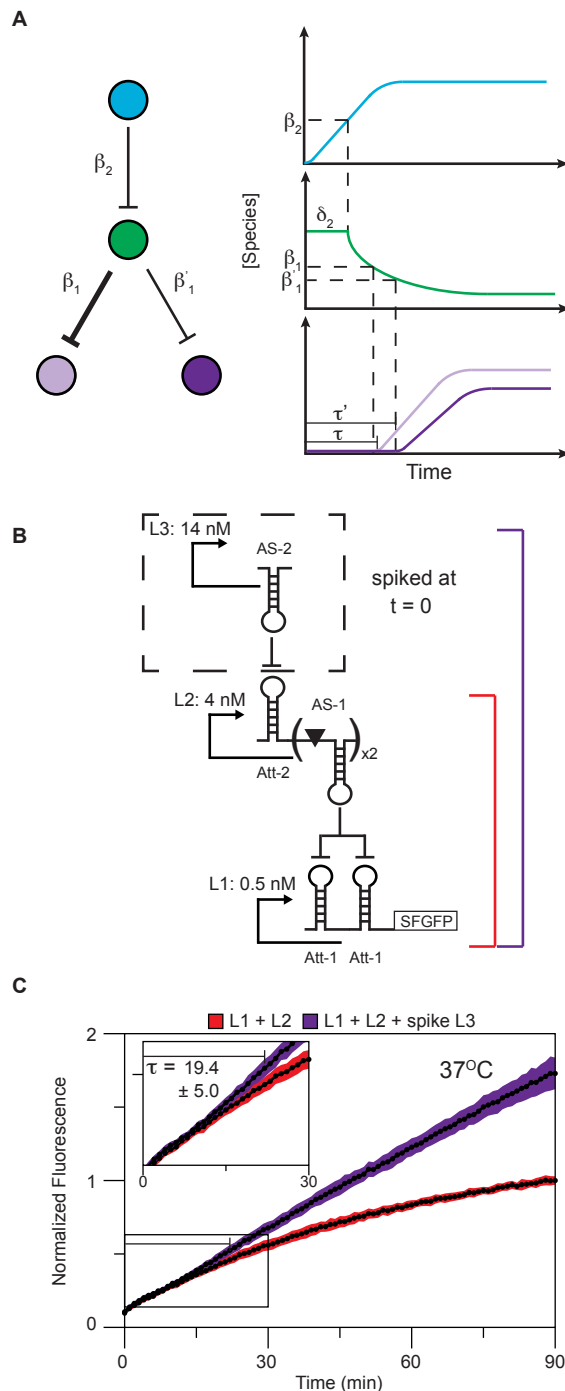 A
β2
β1
β'1
[Species]
β2
δ2
β1
β'1
τ'
τ
Time
B
L3: 14 nM
AS-2
spiked at
t = 0
L2: 4 nM
AS-1
( )x2
Att-2
L1: 0.5 nM
SFGFP
Att-1 Att-1
C
L1 + L2 L1 + L2 + spike L3
37OC
τ = 19.4
± 5.0
0 30
Normalized Fluorescence
2
1
0
0 30 60 90
Time (min)